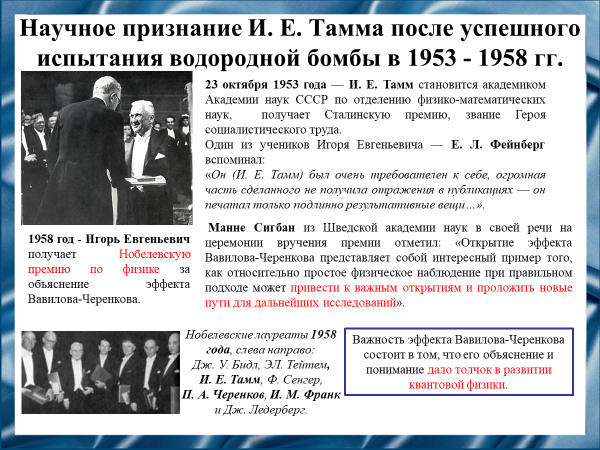 Научное признание И. Е. Тамма после успешного
испытания водородной бомбы в 1953 - 1958 гг.
23 октября 1953 года — И. Е. Тамм становится академиком
Академии наук СССР по отделению физико-математических
наук, получает Сталинскую премию, звание Героя
социалистического труда.
Один из учеников Игоря Евгеньевича — Е. Л. Фейнберг
вспоминал:
«Он (И. Е. Тамм) был очень требователен к себе, огромная
часть сделанного не получила отражения в публикациях — он
печатал только подлинно результативные вещи…».
1958 год - Игорь Евгеньевич
получает Нобелевскую
премию по физике за
объяснение эффекта
Вавилова-Черенкова.
Манне Сигбан из Шведской академии наук в своей речи на
церемонии вручения премии отметил: «Открытие эффекта
Вавилова-Черенкова представляет собой интересный пример того,
как относительно простое физическое наблюдение при правильном
подходе может привести к важным открытиям и проложить новые
пути для дальнейших исследований».
Нобелевские лауреаты 1958
года, слева направо:
Дж. У. Бидл, ЭЛ. Тейтем,
И. Е. Тамм, Ф. Сенгер,
П. А. Черенков, И. М. Франк
и Дж. Ледерберг.
Важность эффекта Вавилова-Черенкова
состоит в том, что его объяснение и
понимание дало толчок в развитии
квантовой физики.